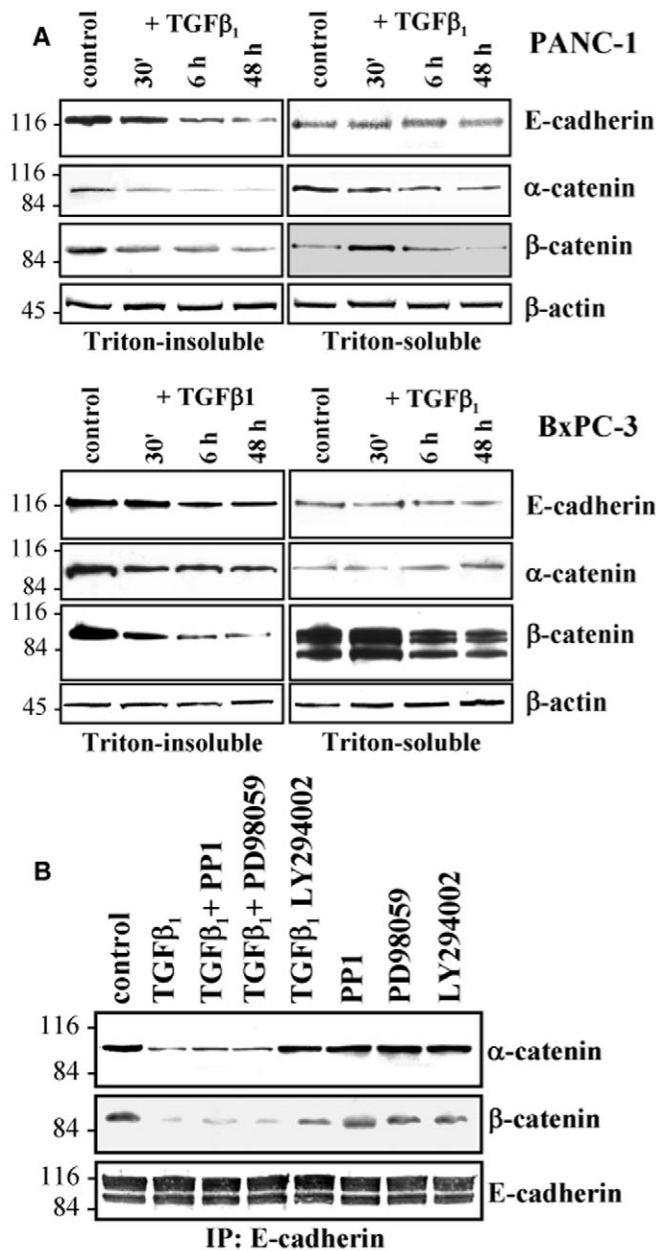 A
+ TGFβ1
+ TGFβ1
PANC-1
control
30'
6 h
48 h
control
30'
6 h
48 h
116
E-cadherin
116
84
α-catenin
84
β-catenin
45
β-actin
Triton-insoluble
Triton-soluble
+ TGFβ1
+ TGFβ1
BxPC-3
control
30'
6 h
48 h
control
30'
6 h
48 h
116
E-cadherin
116
84
α-catenin
116
84
β-catenin
45
β-actin
Triton-insoluble
Triton-soluble
B
control
TGFβ1
TGFβ1+ PP1
TGFβ1+ PD98059
TGFβ1 LY294002
PP1
PD98059
LY294002
116
84
α-catenin
84
β-catenin
116
84
E-cadherin
IP: E-cadherin